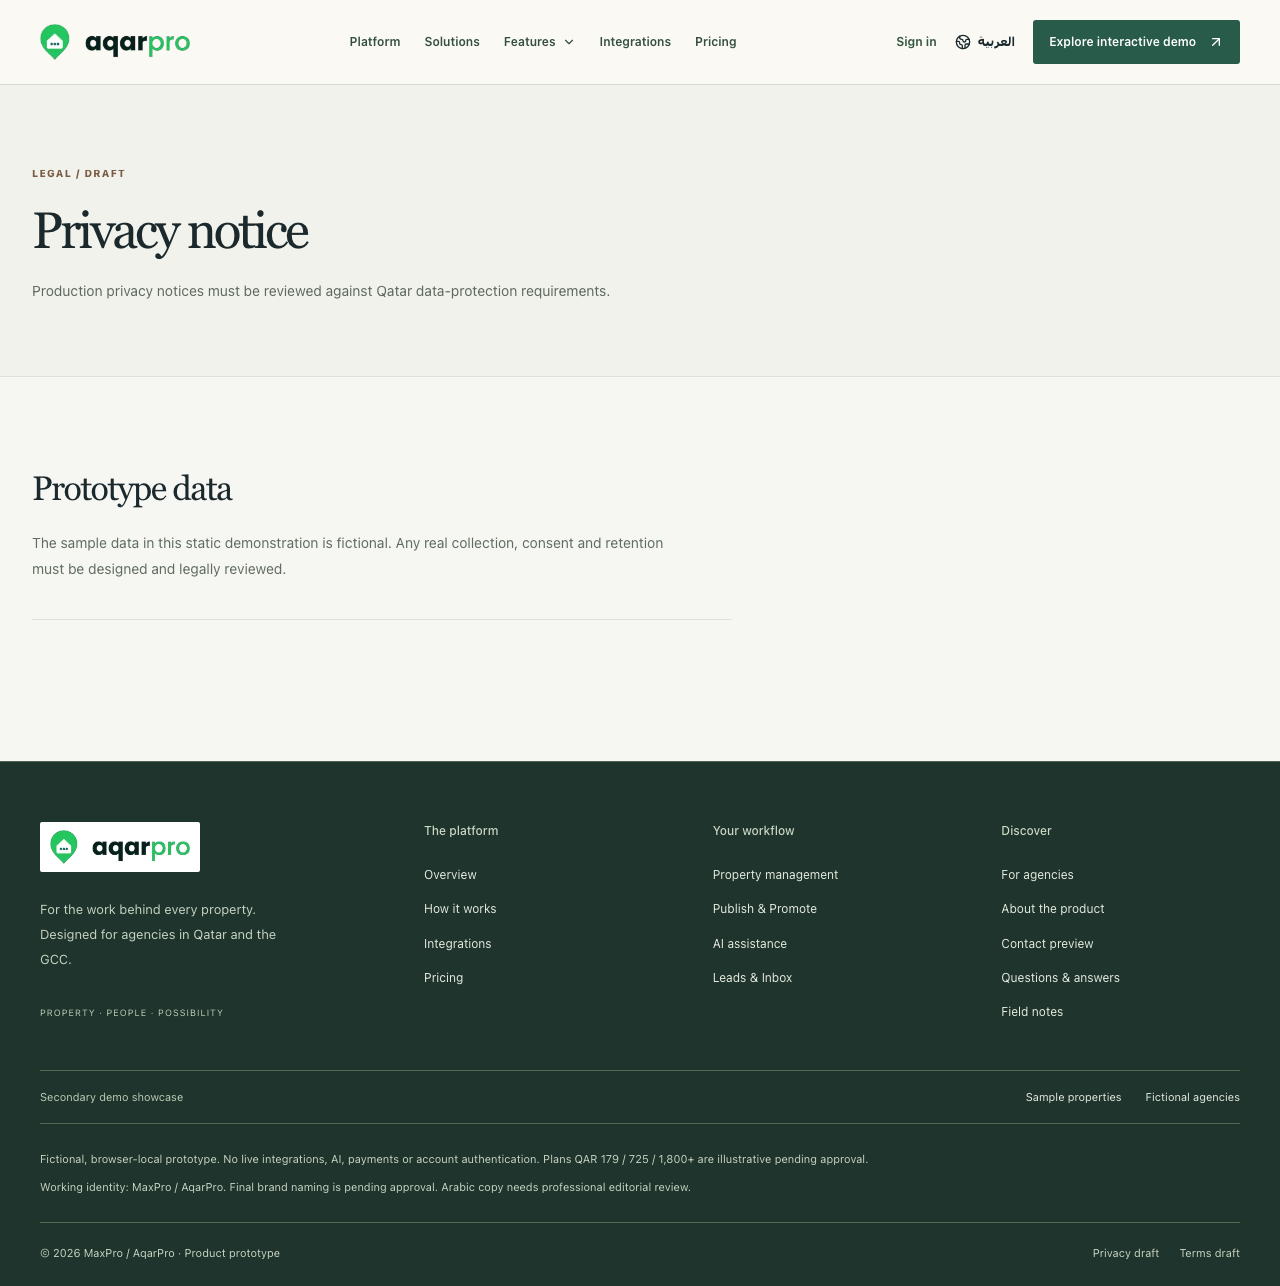 aqarpro
Platform
Solutions
Features
Integrations
Pricing
Sign in
العربية
Explore interactive demo
LEGAL / DRAFT
Privacy notice
Production privacy notices must be reviewed against Qatar data-protection requirements.
Prototype data
The sample data in this static demonstration is fictional. Any real collection, consent and retention
must be designed and legally reviewed.
aqarpro
For the work behind every property.
Designed for agencies in Qatar and the
GCC.
PROPERTY · PEOPLE · POSSIBILITY
The platform
Overview
How it works
Integrations
Pricing
Your workflow
Property management
Publish & Promote
AI assistance
Leads & Inbox
Discover
For agencies
About the product
Contact preview
Questions & answers
Field notes
Secondary demo showcase
Sample properties
Fictional agencies
Fictional, browser-local prototype. No live integrations, AI, payments or account authentication. Plans QAR 179 / 725 / 1,800+ are illustrative pending approval.
Working identity: MaxPro / AqarPro. Final brand naming is pending approval. Arabic copy needs professional editorial review.
© 2026 MaxPro / AqarPro · Product prototype
Privacy draft
Terms draft